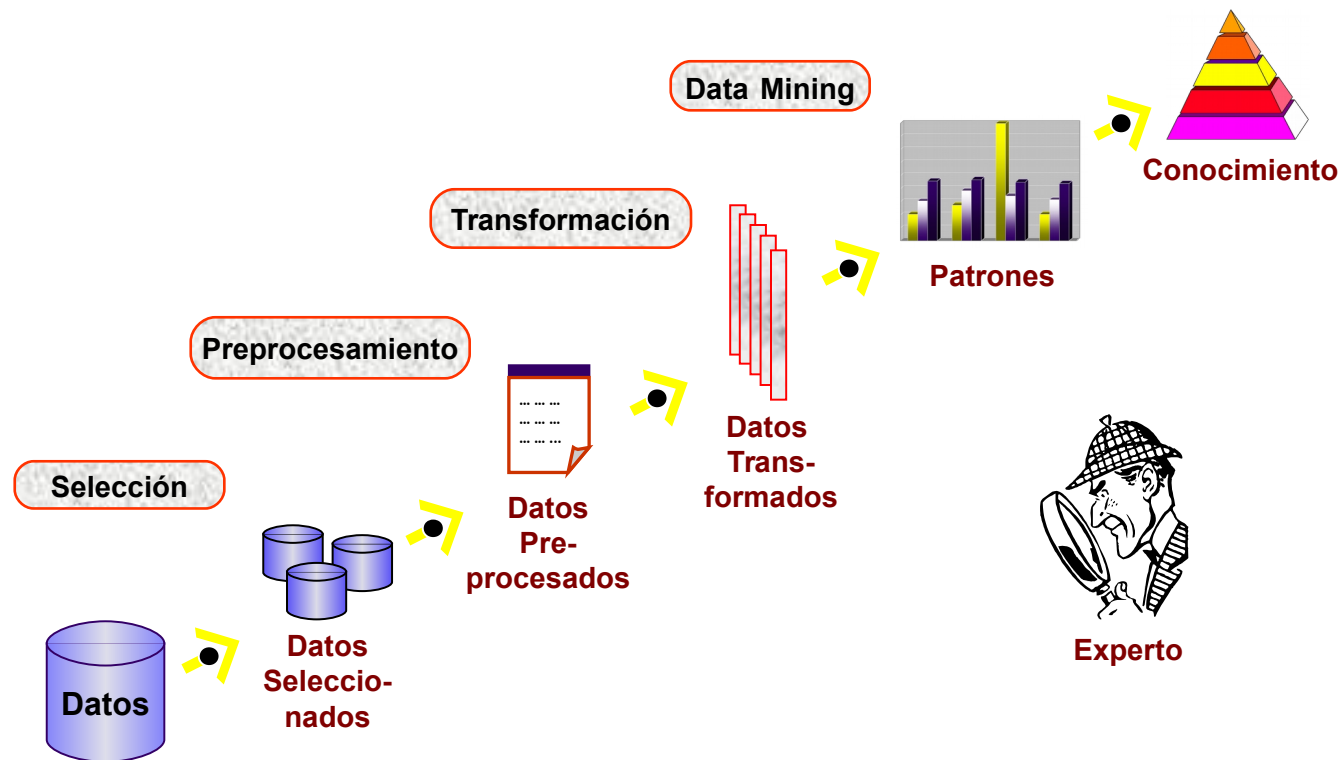 Data Mining
Conocimiento
Transformación
Patrones
Preprocesamiento
... ... ...
... ... ...
... ... ...
Datos
Trans-
formados
Selección
Datos
Pre-
procesados
Experto
Datos
Seleccio-
nados
Datos